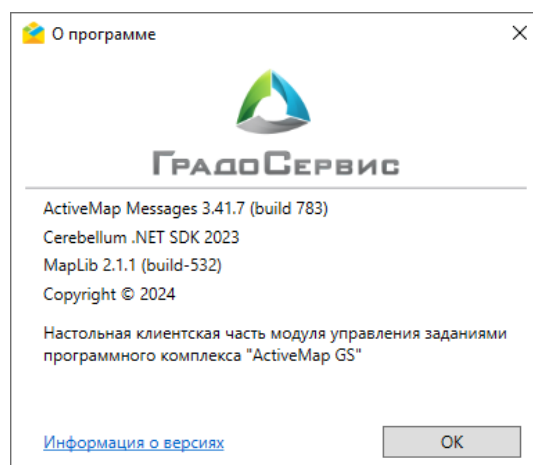 О программе
ГрадоСервис
ActiveMap Messages 3.41.7 (build 783)
Cerebellum .NET SDK 2023
MapLib 2.1.1 (build-532)
Copyright © 2024
Настольная клиентская часть модуля управления заданиями
программного комплекса "ActiveMap GS"
Информация о версиях
OK